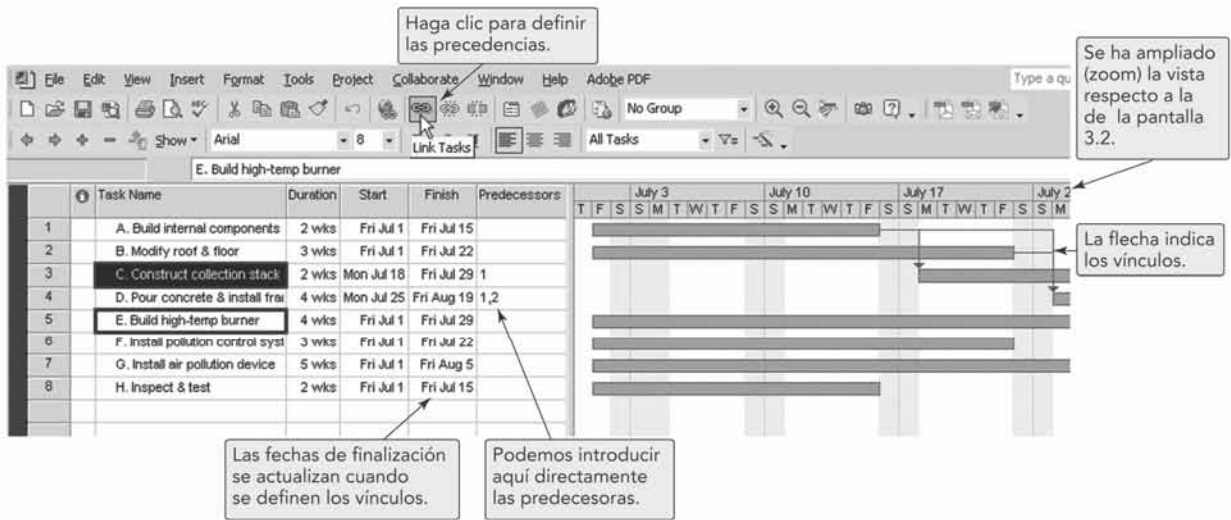 Haga clic para definir
las precedencias.
Se ha ampliado
(zoom) la vista
respecto a la
de la pantalla
3.2.
File Edit View Insert Format Tools Project Collaborate Window Help Adobe PDF Type a qu
No Group
Show Arial 8 All Tasks
Link Tasks
E. Build high-temp burner
Task Name Duration Start Finish Predecessors July 3 July 10 July 17 July 2
T F S S M T W T F S S M T W T F S S M T W T F S S M
1 A. Build internal components 2 wks Fri Jul 1 Fri Jul 15
2 B. Modify roof & floor 3 wks Fri Jul 1 Fri Jul 22
3 C. Construct collection stack 2 wks Mon Jul 18 Fri Jul 29 1
4 D. Pour concrete & install frar 4 wks Mon Jul 25 Fri Aug 19 1,2
5 E. Build high-temp burner 4 wks Fri Jul 1 Fri Jul 29
6 F. Install pollution control syst 3 wks Fri Jul 1 Fri Jul 22
7 G. Install air pollution device 5 wks Fri Jul 1 Fri Aug 5
8 H. Inspect & test 2 wks Fri Jul 1 Fri Jul 15
La flecha indica
los vínculos.
Las fechas de finalización
se actualizan cuando
se definen los vínculos.
Podemos introducir
aquí directamente
las predecesoras.